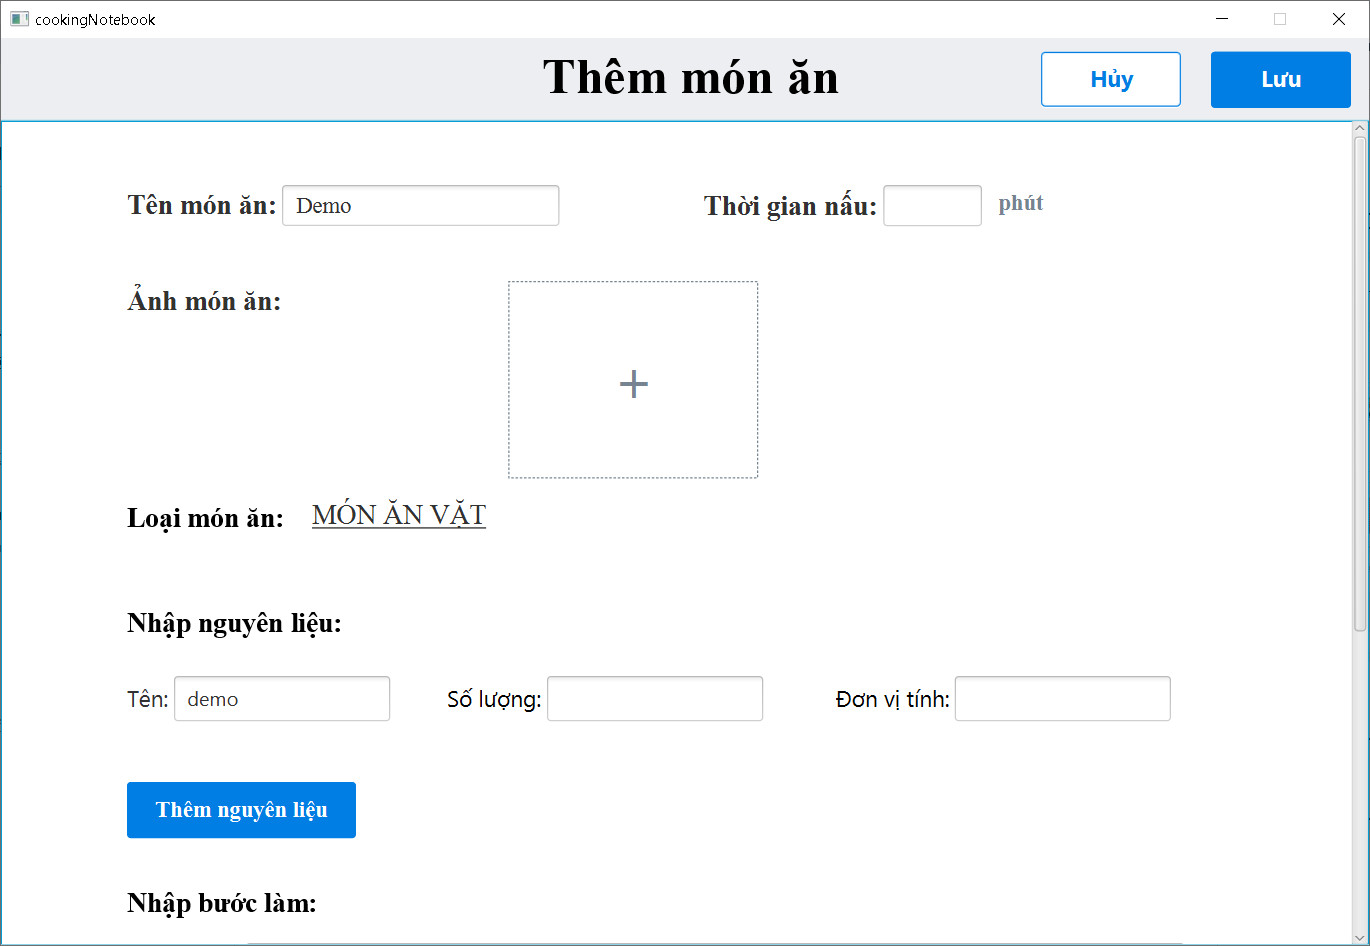 cookingNotebook
Thêm món ăn
Hủy
Lưu
Tên món ăn: Demo
Thời gian nấu: phút
Ảnh món ăn:
+
Loại món ăn: MÓN ĂN VẶT
Nhập nguyên liệu:
Tên: demo Số lượng: Đơn vị tính:
Thêm nguyên liệu
Nhập bước làm: